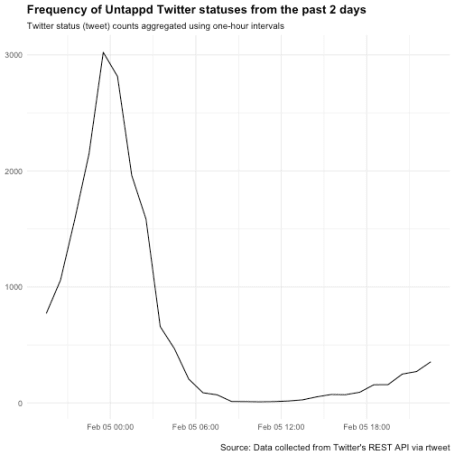 Frequency of Untappd Twitter statuses from the past 2 days
Twitter status (tweet) counts aggregated using one-hour intervals
3000
2000
1000
0
Feb 05 00:00 Feb 05 06:00 Feb 05 12:00 Feb 05 18:00
Source: Data collected from Twitter's REST API via rtweet